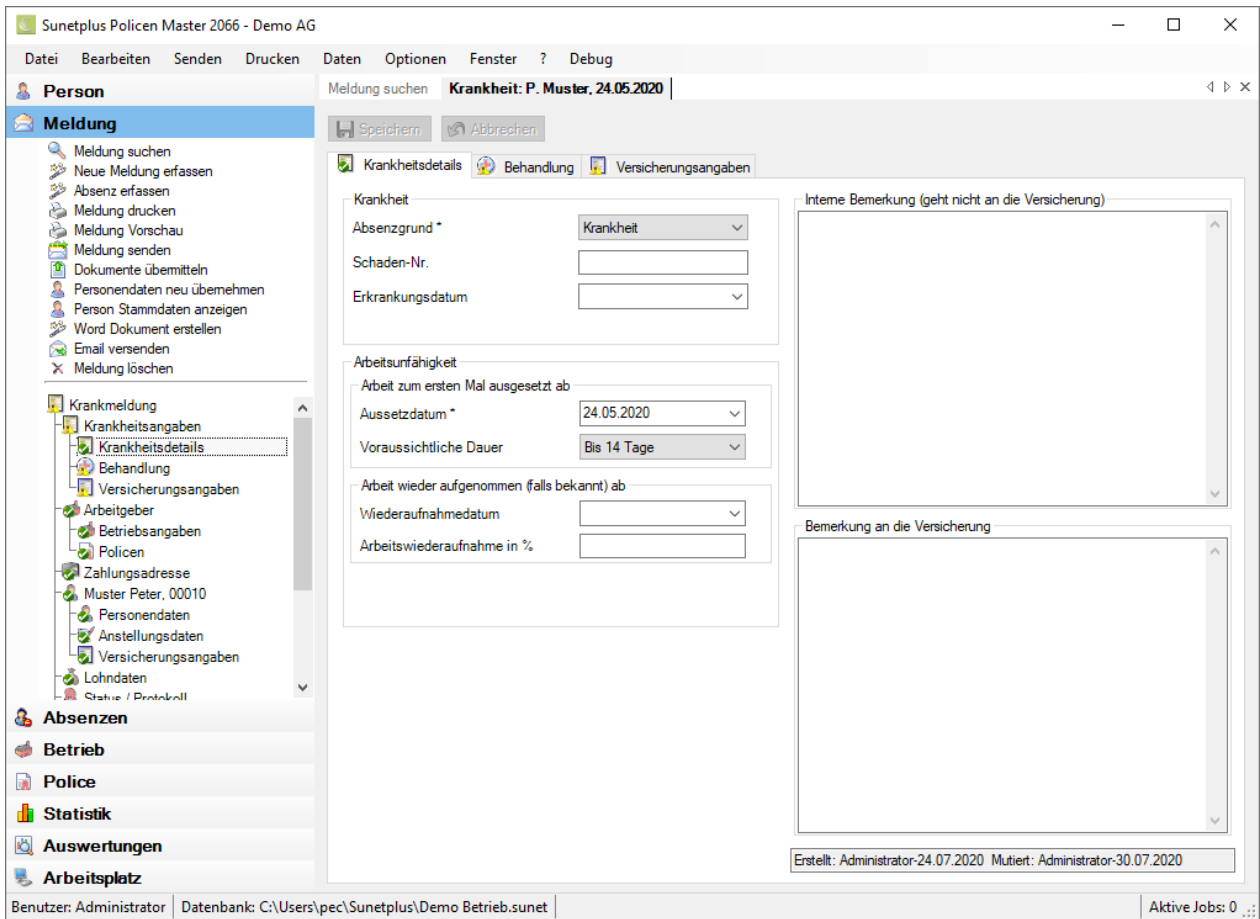 Sunetplus Policen Master 2066 - Demo AG
Datei Bearbeiten Senden Drucken Daten Optionen Fenster ? Debug
Person
Meldung
Meldung suchen
Neue Meldung erfassen
Absenz erfassen
Meldung drucken
Meldung Vorschau
Meldung senden
Dokumente übermitteln
Personendaten neu übernehmen
Person Stammdaten anzeigen
Word Dokument erstellen
Email versenden
Meldung löschen
Krankmeldung
Krankheitsangaben
Krankheitsdetails
Behandlung
Versicherungsangaben
Arbeitgeber
Betriebsangaben
Policen
Zahlungsadresse
Muster Peter, 00010
Personendaten
Anstellungsdaten
Versicherungsangaben
Lohndaten
Status / Protokoll
Absenzen
Betrieb
Police
Statistik
Auswertungen
Arbeitsplatz
Meldung suchen Krankheit: P. Muster, 24.05.2020
Speichern Abbrechen
Krankheitsdetails Behandlung Versicherungsangaben
Krankheit
Absenzgrund * Krankheit
Schaden-Nr.
Erkrankungsdatum
Arbeitsunfähigkeit
Arbeit zum ersten Mal ausgesetzt ab
Aussetzdatum * 24.05.2020
Voraussichtliche Dauer Bis 14 Tage
Arbeit wieder aufgenommen (falls bekannt) ab
Wiederaufnahmedatum
Arbeitswiederaufnahme in %
Interne Bemerkung (geht nicht an die Versicherung)
Bemerkung an die Versicherung
Erstellt: Administrator-24.07.2020 Mutiert: Administrator-30.07.2020
Benutzer: Administrator Datenbank: C:\Users\pec\Sunetplus\Demo Betrieb.sunet Aktive Jobs: 0